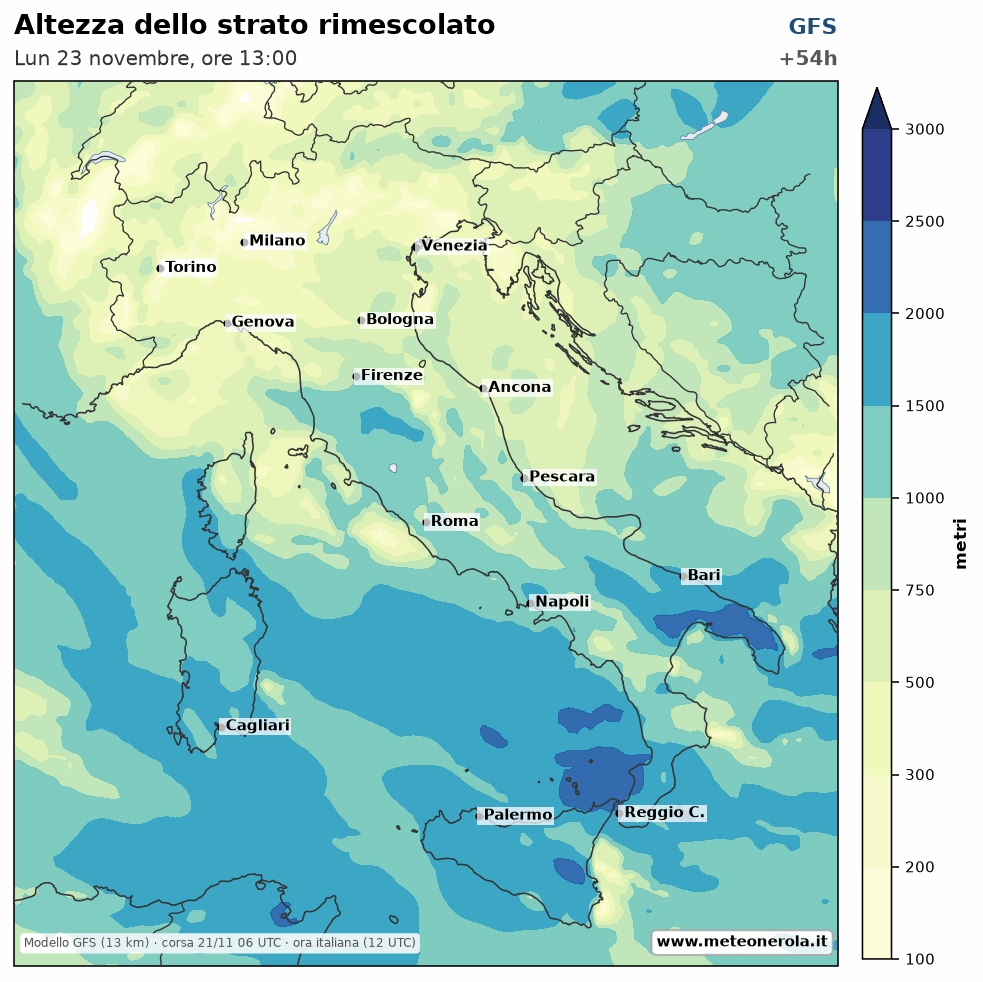 Altezza dello strato rimescolato
GFS
Lun 23 novembre, ore 13:00
+54h
3000
2500
2000
1500
1000
750
500
300
200
100
metri
Milano
Venezia
Torino
Genova
Bologna
Firenze
Ancona
Pescara
Roma
Bari
Napoli
Cagliari
Palermo
Reggio C.
Modello GFS (13 km) · corsa 21/11 06 UTC · ora italiana (12 UTC)
www.meteonerola.it